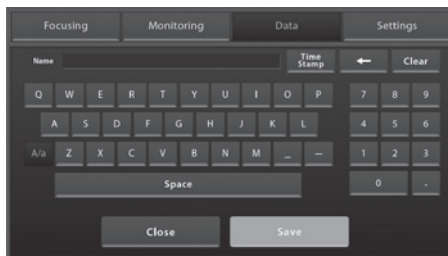 Focusing Monitoring Data Settings
Name Time Stamp ← Clear
Q W E R T Y U I O P 7 8 9
A S D F G H J K L 4 5 6
A/a Z X C V B N M _ – 1 2 3
Space 0 .
Close Save